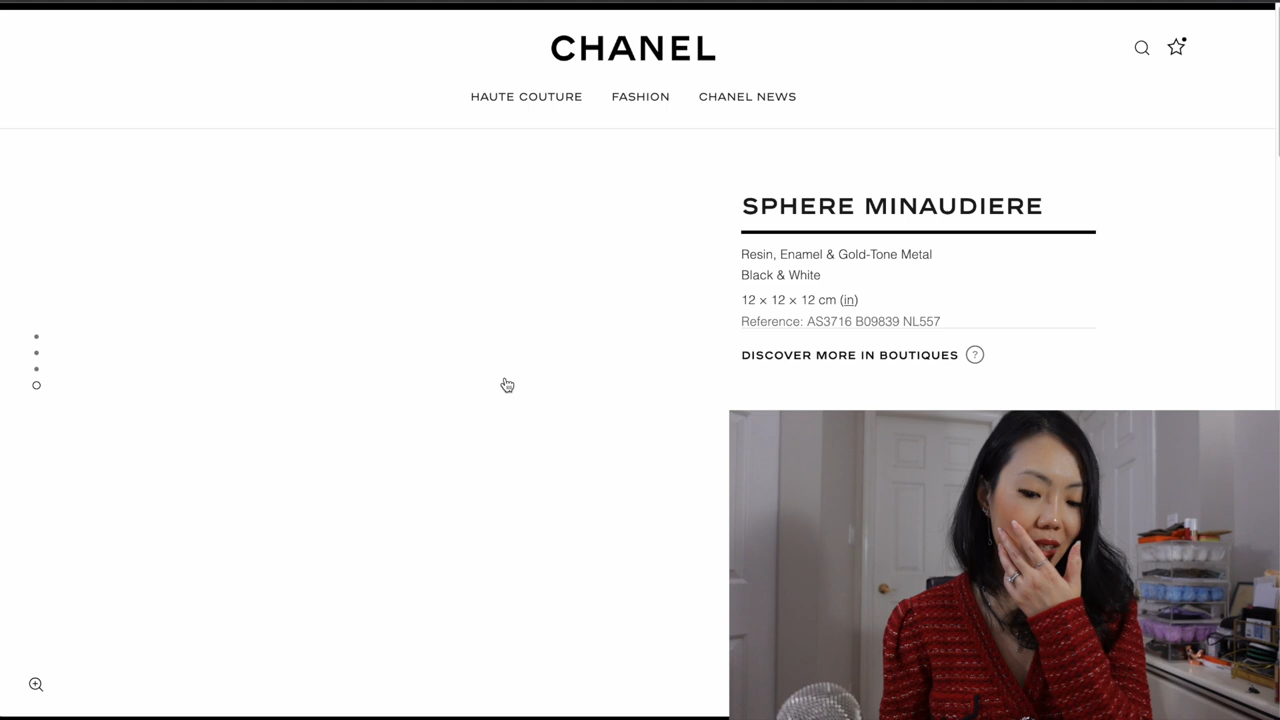 CHANEL
HAUTE COUTURE FASHION CHANEL NEWS
SPHERE MINAUDIERE
Resin, Enamel & Gold-Tone Metal
Black & White
12 × 12 × 12 cm (in)
Reference: AS3716 B09839 NL557
DISCOVER MORE IN BOUTIQUES ?